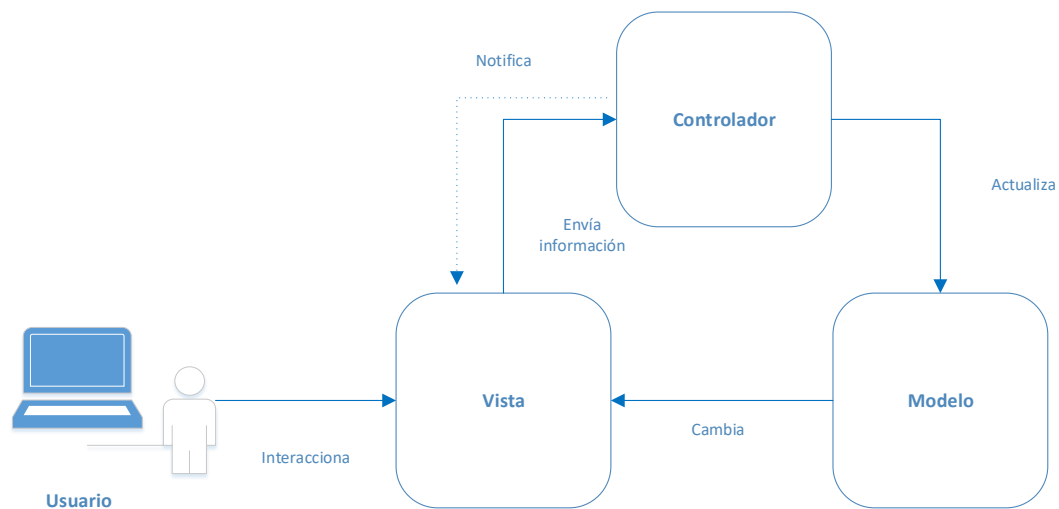 Notifica
Controlador
Actualiza
Envía
información
Vista
Modelo
Cambia
Interacciona
Usuario